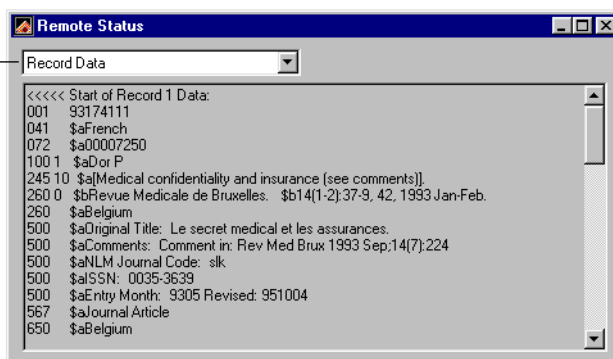 Remote Status
Record Data
<<<<< Start of Record 1 Data:
001 93174111
041 $aFrench
072 $a00007250
100 1 $aDor P
245 10 $a[Medical confidentiality and insurance (see comments)].
260 0 $bRevue Medicale de Bruxelles. $b14(1-2):37-9, 42, 1993 Jan-Feb.
260 $aBelgium
500 $aOriginal Title: Le secret medical et les assurances.
500 $aComments: Comment in: Rev Med Brux 1993 Sep;14(7):224
500 $aNLM Journal Code: slk
500 $aISSN: 0035-3639
500 $aEntry Month: 9305 Revised: 951004
567 $aJournal Article
650 $aBelgium